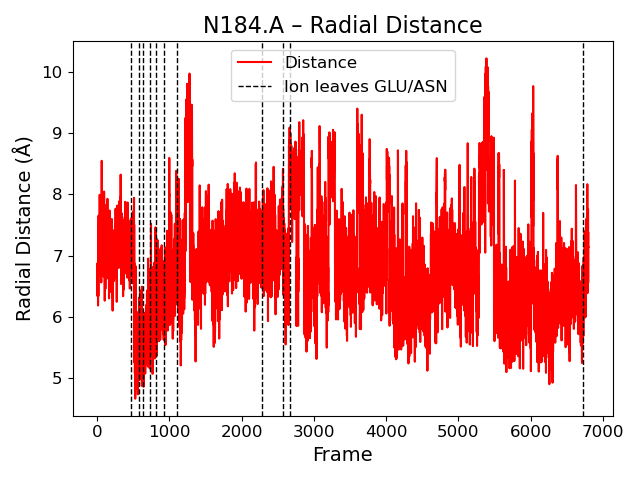 N184.A – Radial Distance
Distance
Ion leaves GLU/ASN
Radial Distance (Å)
10
9
8
7
6
5
0 1000 2000 3000 4000 5000 6000 7000
Frame